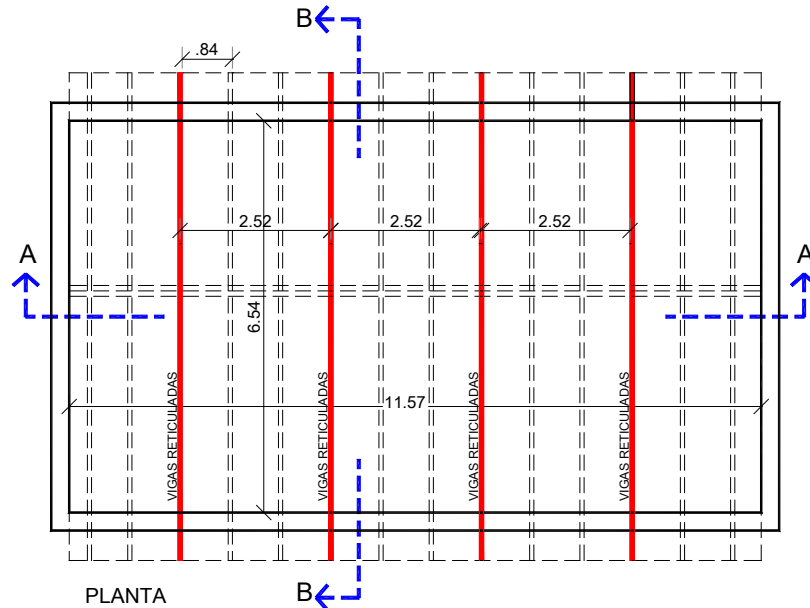 B
.84
2.52
2.52
2.52
A
A
6.54
VIGAS RETICULADAS
VIGAS RETICULADAS
VIGAS RETICULADAS
VIGAS RETICULADAS
11.57
B
PLANTA